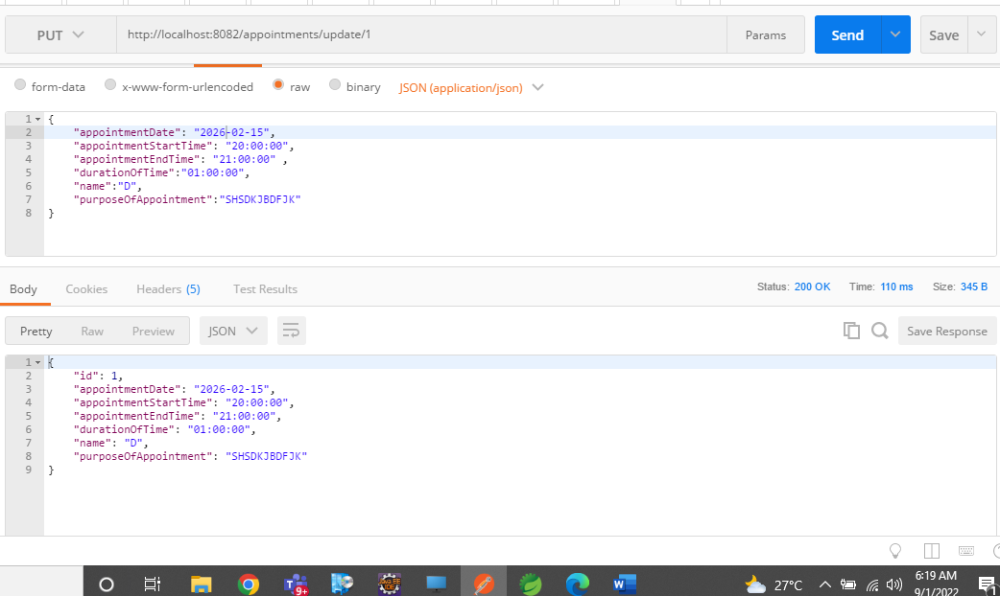 PUT http://localhost:8082/appointments/update/1 Params Send Save
form-data x-www-form-urlencoded raw binary JSON (application/json)
1 {
2 "appointmentDate": "2026-02-15",
3 "appointmentStartTime": "20:00:00",
4 "appointmentEndTime": "21:00:00" ,
5 "durationOfTime":"01:00:00",
6 "name":"D",
7 "purposeOfAppointment":"SHSDKJBDFJK"
8 }
Body Cookies Headers (5) Test Results Status: 200 OK Time: 110 ms Size: 345 B
Pretty Raw Preview JSON Save Response
1 {
2 "id": 1,
3 "appointmentDate": "2026-02-15",
4 "appointmentStartTime": "20:00:00",
5 "appointmentEndTime": "21:00:00",
6 "durationOfTime": "01:00:00",
7 "name": "D",
8 "purposeOfAppointment": "SHSDKJBDFJK"
9 }
27°C 6:19 AM
9/1/2022